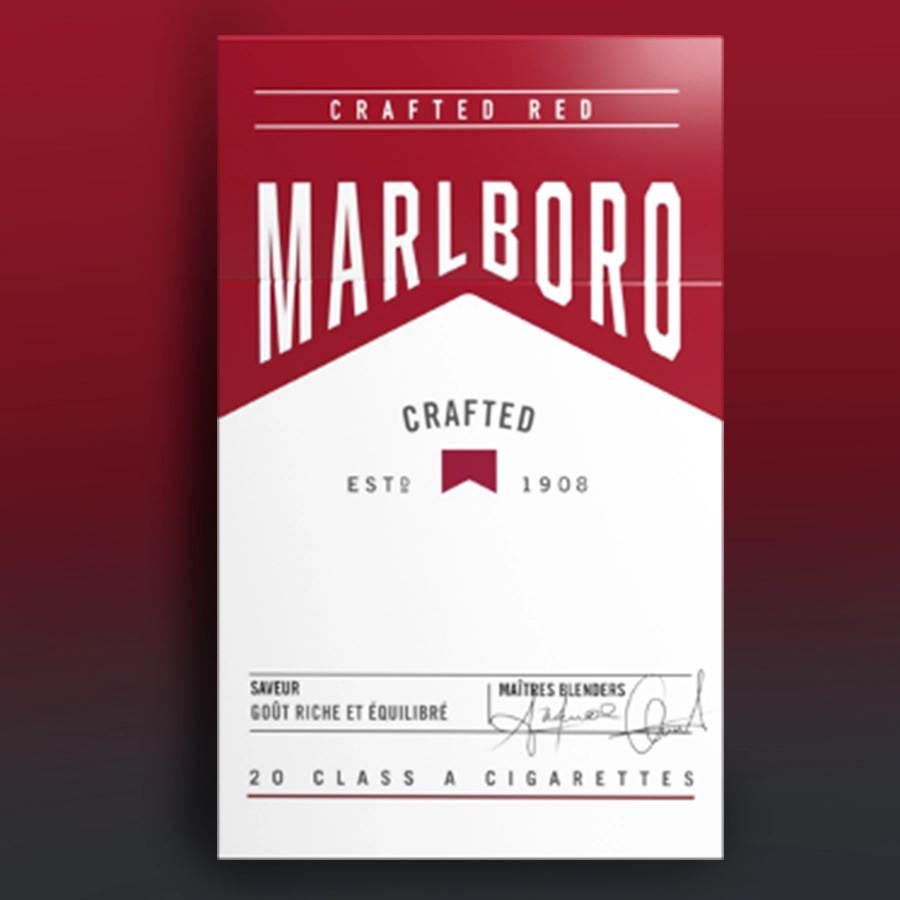 CRAFTED RED
MARLBORO
CRAFTED
ESTD 1908
SAVEUR
GOÛT RICHE ET ÉQUILIBRÉ
MAÎTRES BLENDERS
20 CLASS A CIGARETTES